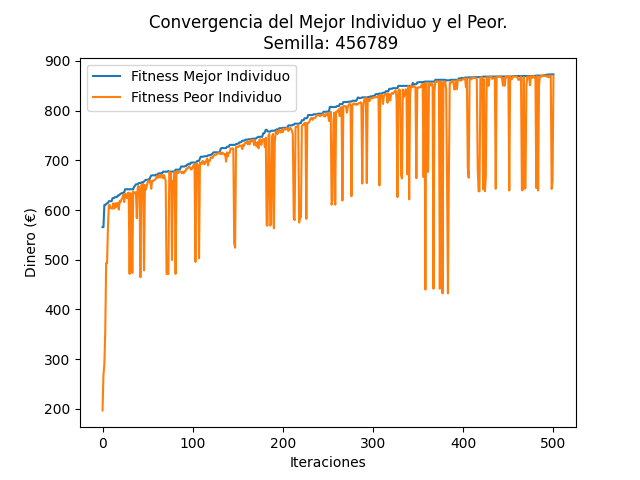 Convergencia del Mejor Individuo y el Peor.
Semilla: 456789
Fitness Mejor Individuo
Fitness Peor Individuo
Dinero (€)
900
800
700
600
500
400
300
200
0
100
200
300
400
500
Iteraciones